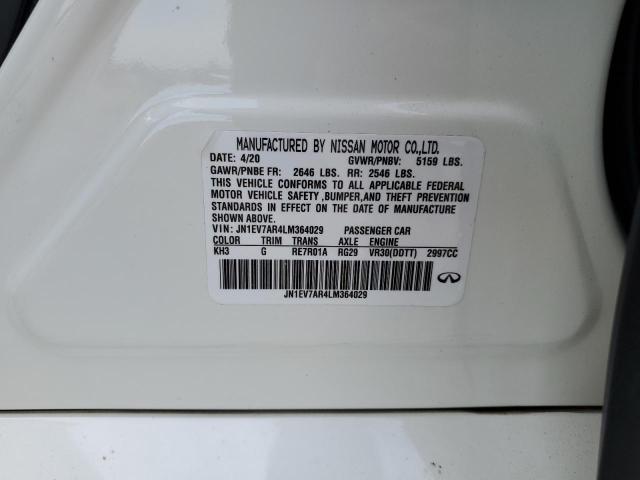 MANUFACTURED BY NISSAN MOTOR CO.,LTD.
DATE 4/20 GVWR/PNBV: 5159 LBS.
GAWR/PNBE FR: 2646 LBS. RR: 2546 LBS.
THIS VEHICLE CONFORMS TO ALL APPLICABLE FEDERAL
MOTOR VEHICLE SAFETY ,BUMPER,AND THEFT PREVENTION
STANDARDS IN EFFECT ON THE DATE OF MANUFACTURE
SHOWN ABOVE.
VIN: JN1EV7AR4LM364029 PASSENGER CAR
COLOR TRIM TRANS AXLE ENGINE
KH3 G RE7R01A RG29 VR30(DDTT) 2997CC
JN1EV7AR4LM364029